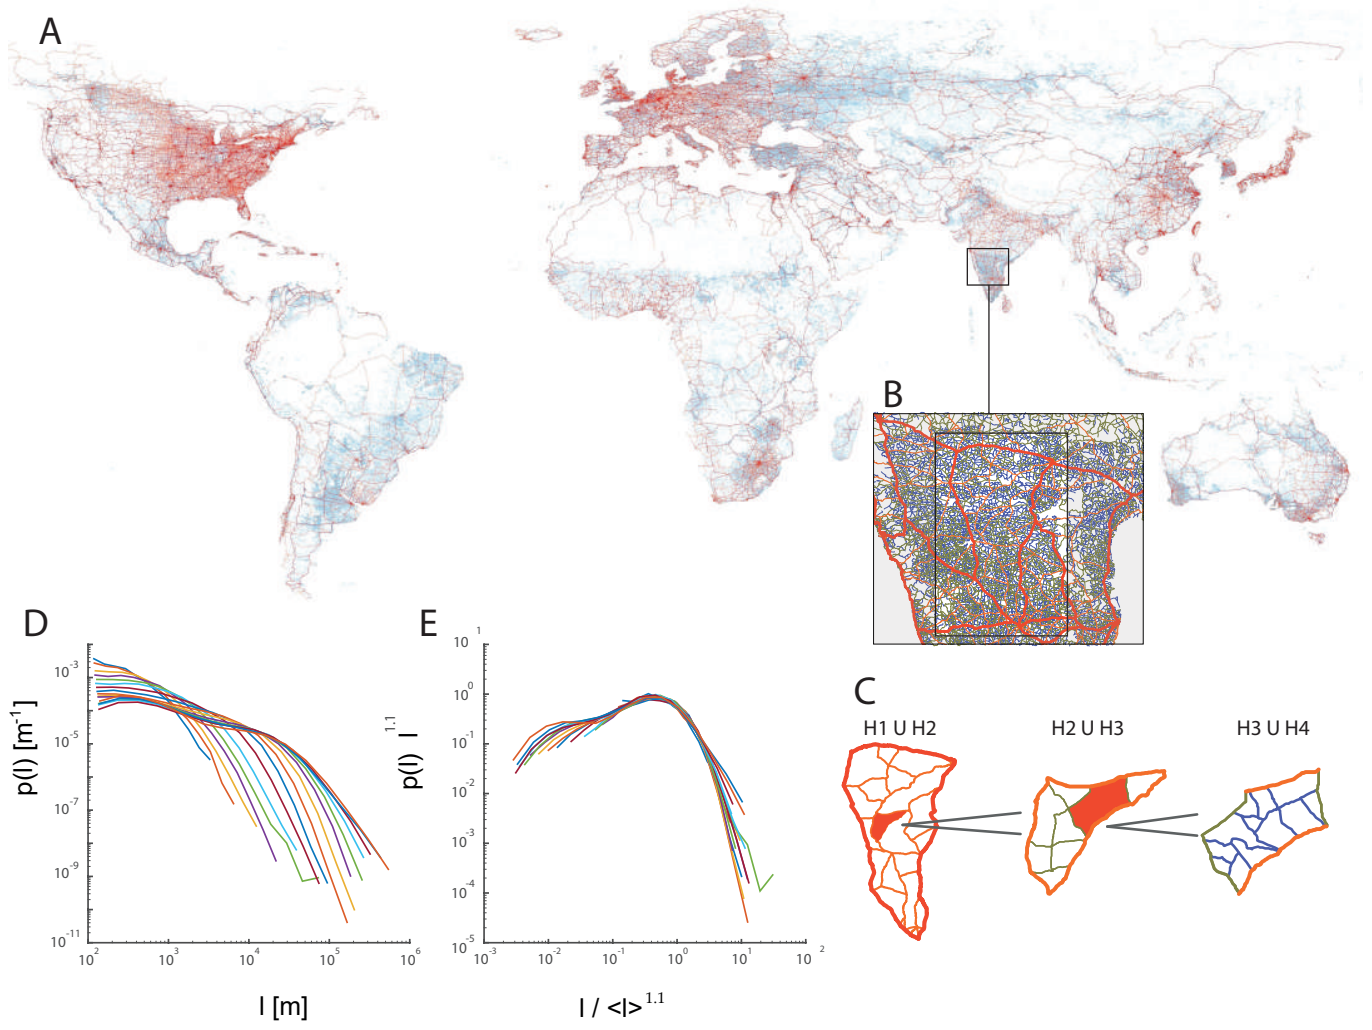 A
B
C
H1 U H2
H2 U H3
H3 U H4
D
p(l) [m⁻¹]
10⁻³
10⁻⁵
10⁻⁷
10⁻⁹
10⁻¹¹
10²
10³
10⁴
10⁵
10⁶
l [m]
E
p(l) l^1.1
10¹
10⁰
10⁻¹
10⁻²
10⁻³
10⁻⁴
10⁻⁵
10⁻³
10⁻²
10⁻¹
10⁰
10¹
10²
l / <l>^1.1